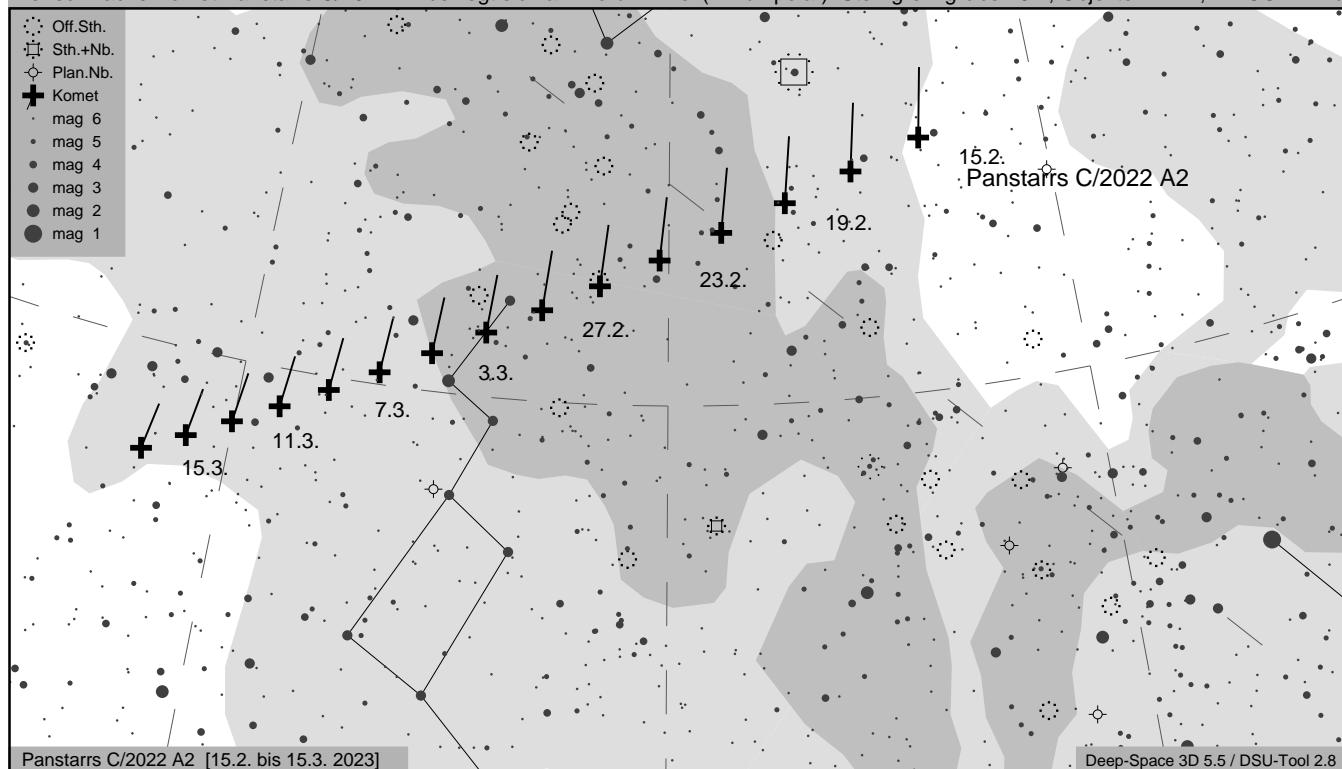 Off.Sth.
Sth.+Nb.
Plan.Nb.
Komet
mag 6
mag 5
mag 4
mag 3
mag 2
mag 1
15.2.
Panstarrs C/2022 A2
19.2.
23.2.
27.2.
3.3.
7.3.
11.3.
15.3.
Panstarrs C/2022 A2 [15.2. bis 15.3. 2023]
Deep-Space 3D 5.5 / DSU-Tool 2.8